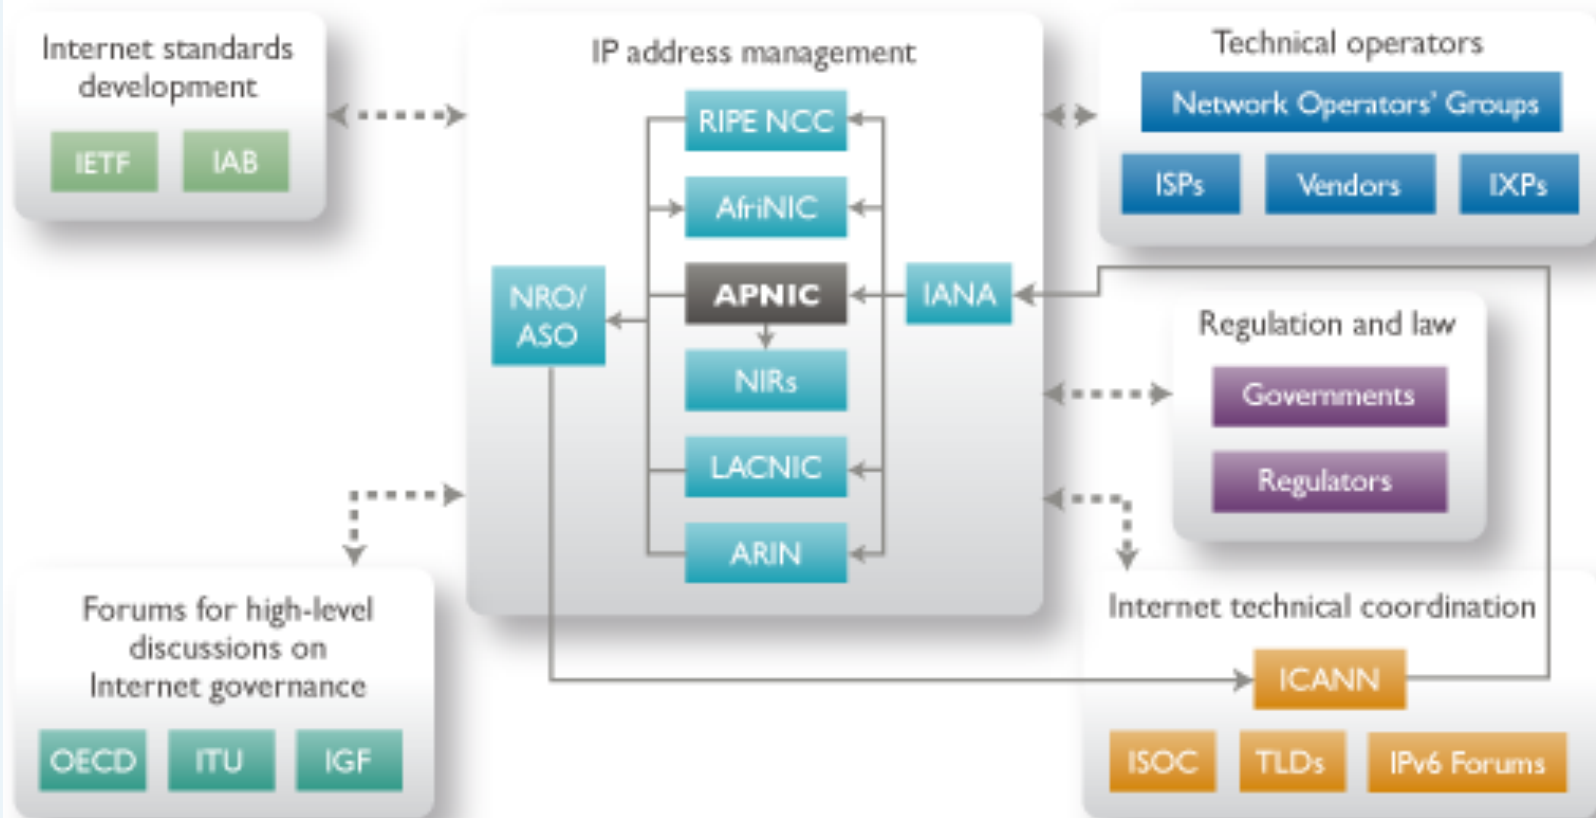 Internet standards
development
IETF
IAB
IP address management
RIPE NCC
AfriNIC
APNIC
NIRs
LACNIC
ARIN
NRO/
ASO
IANA
Technical operators
Network Operators' Groups
ISPs
Vendors
IXPs
Regulation and law
Governments
Regulators
Forums for high-level
discussions on
Internet governance
OECD
ITU
IGF
Internet technical coordination
ICANN
ISOC
TLDs
IPv6 Forums